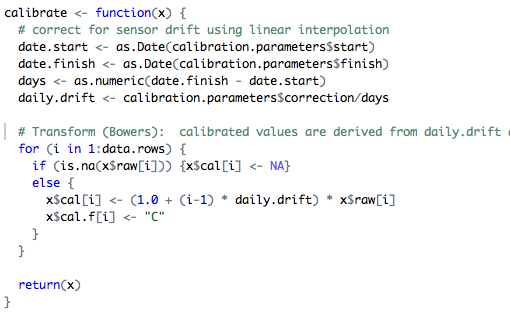 calibrate <- function(x) {
  # correct for sensor drift using linear interpolation
  date.start <- as.Date(calibration.parameters$start)
  date.finish <- as.Date(calibration.parameters$finish)
  days <- as.numeric(date.finish - date.start)
  daily.drift <- calibration.parameters$correction/days
  # Transform (Bowers):  calibrated values are derived from daily.drift
  for (i in 1:data.rows) {
    if (is.na(x$raw[i])) {x$cal[i] <- NA}
    else {
      x$cal[i] <- (1.0 + (i-1) * daily.drift) * x$raw[i]
      x$cal.f[i] <- "C"
    }
  }
  return(x)
}